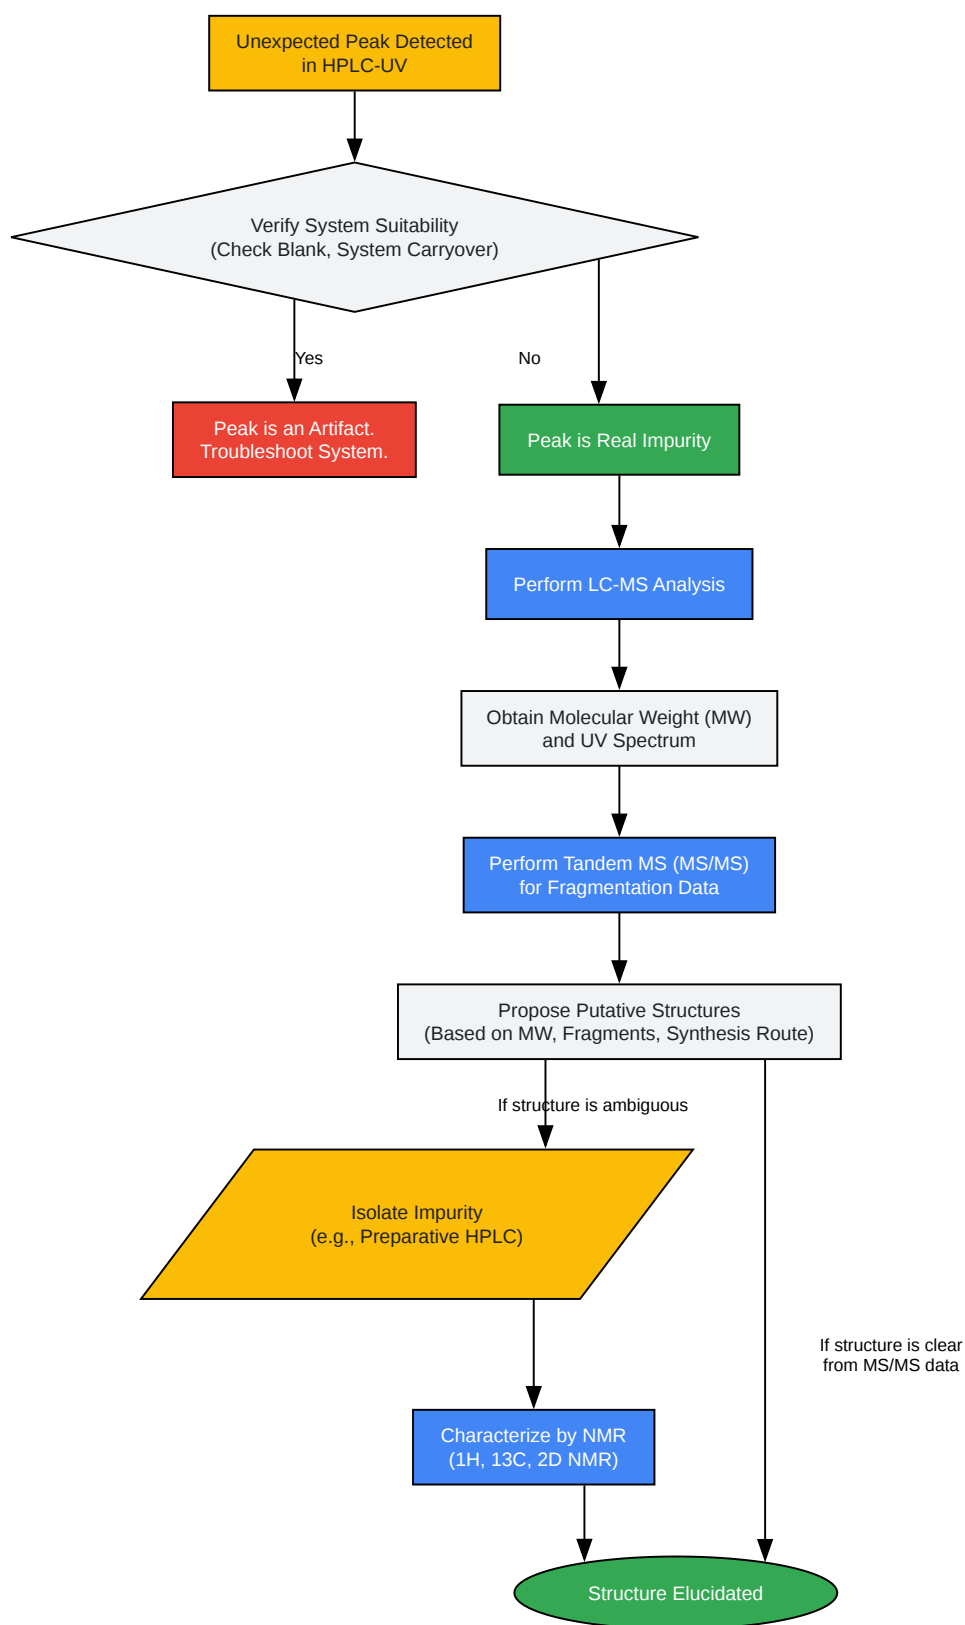 Unexpected Peak Detected
in HPLC-UV
Verify System Suitability
(Check Blank, System Carryover)
Yes
No
Peak is an Artifact.
Troubleshoot System.
Peak is Real Impurity
Perform LC-MS Analysis
Obtain Molecular Weight (MW)
and UV Spectrum
Perform Tandem MS (MS/MS)
for Fragmentation Data
Propose Putative Structures
(Based on MW, Fragments, Synthesis Route)
If structure is ambiguous
Isolate Impurity
(e.g., Preparative HPLC)
If structure is clear
from MS/MS data
Characterize by NMR
(1H, 13C, 2D NMR)
Structure Elucidated